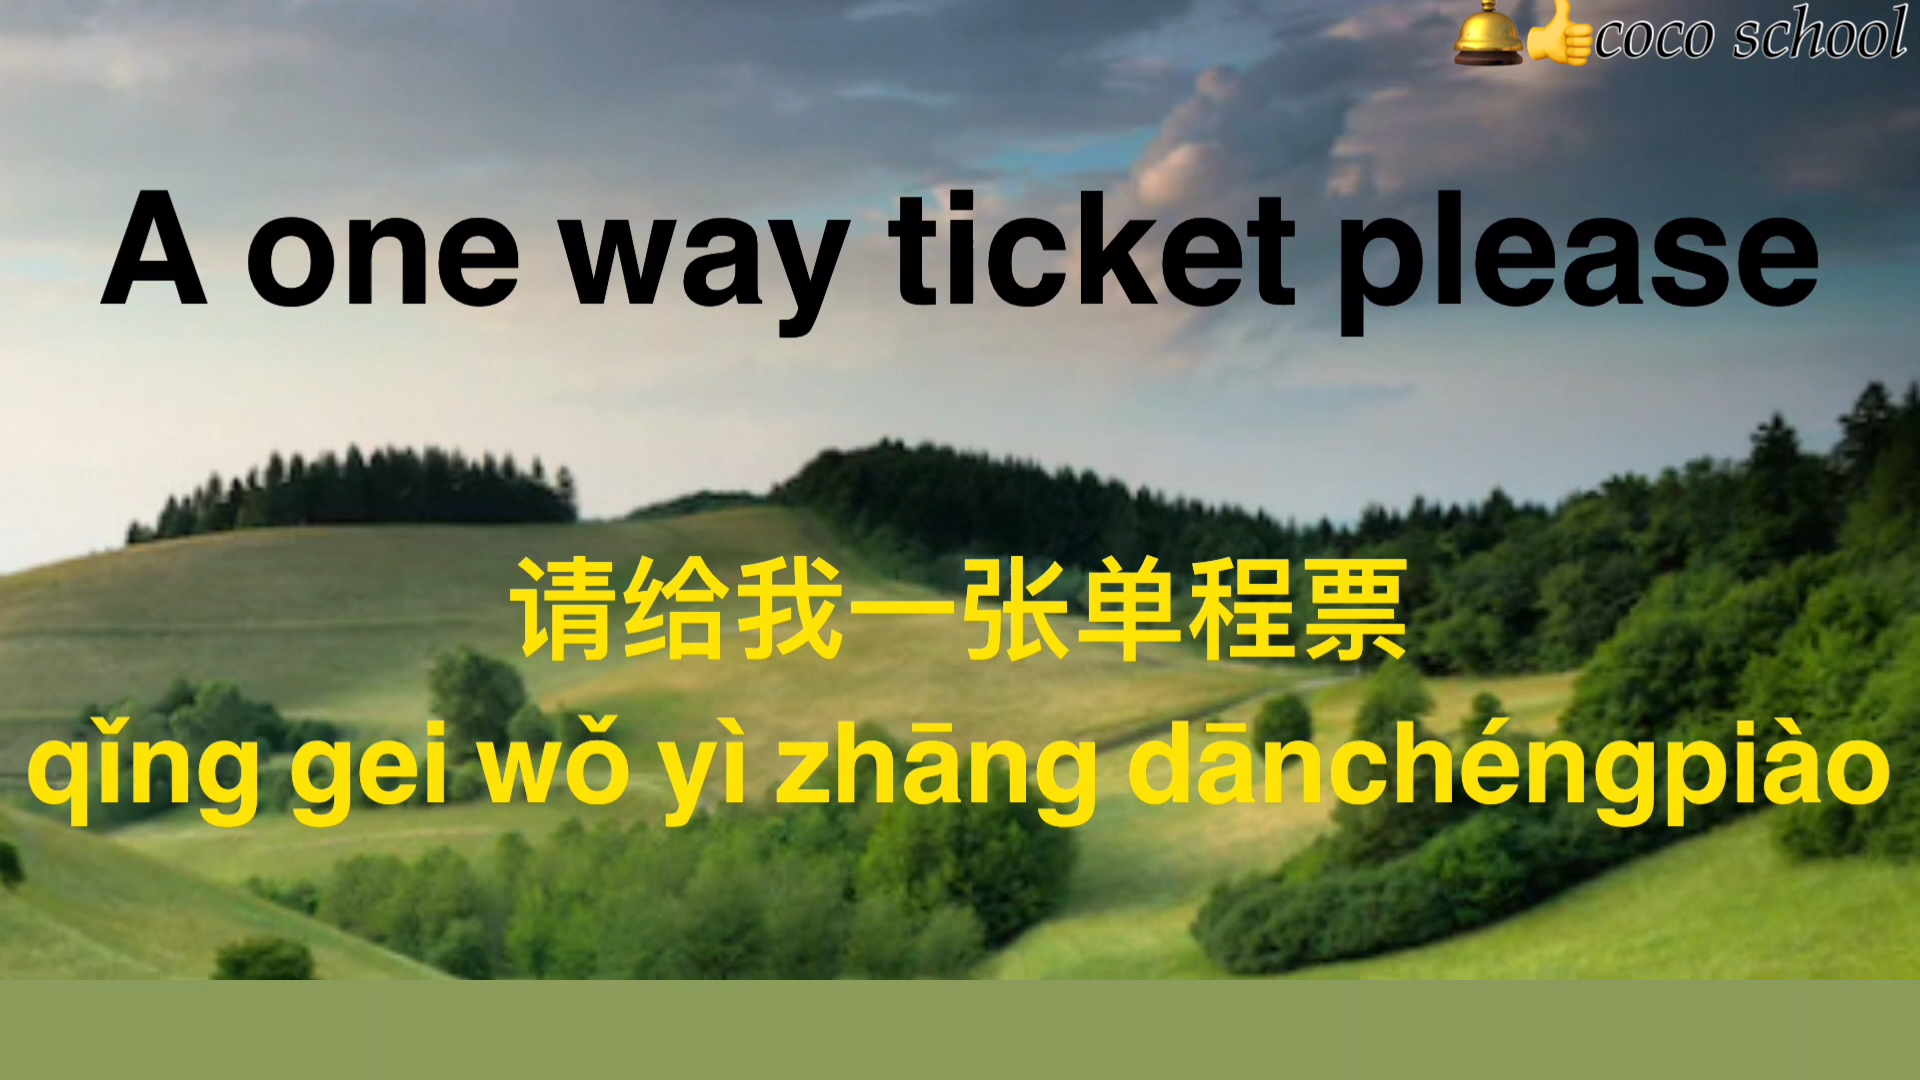 coco school
A one way ticket please
请给我一张单程票
qǐng gei wǒ yì zhāng dānchéngpiào